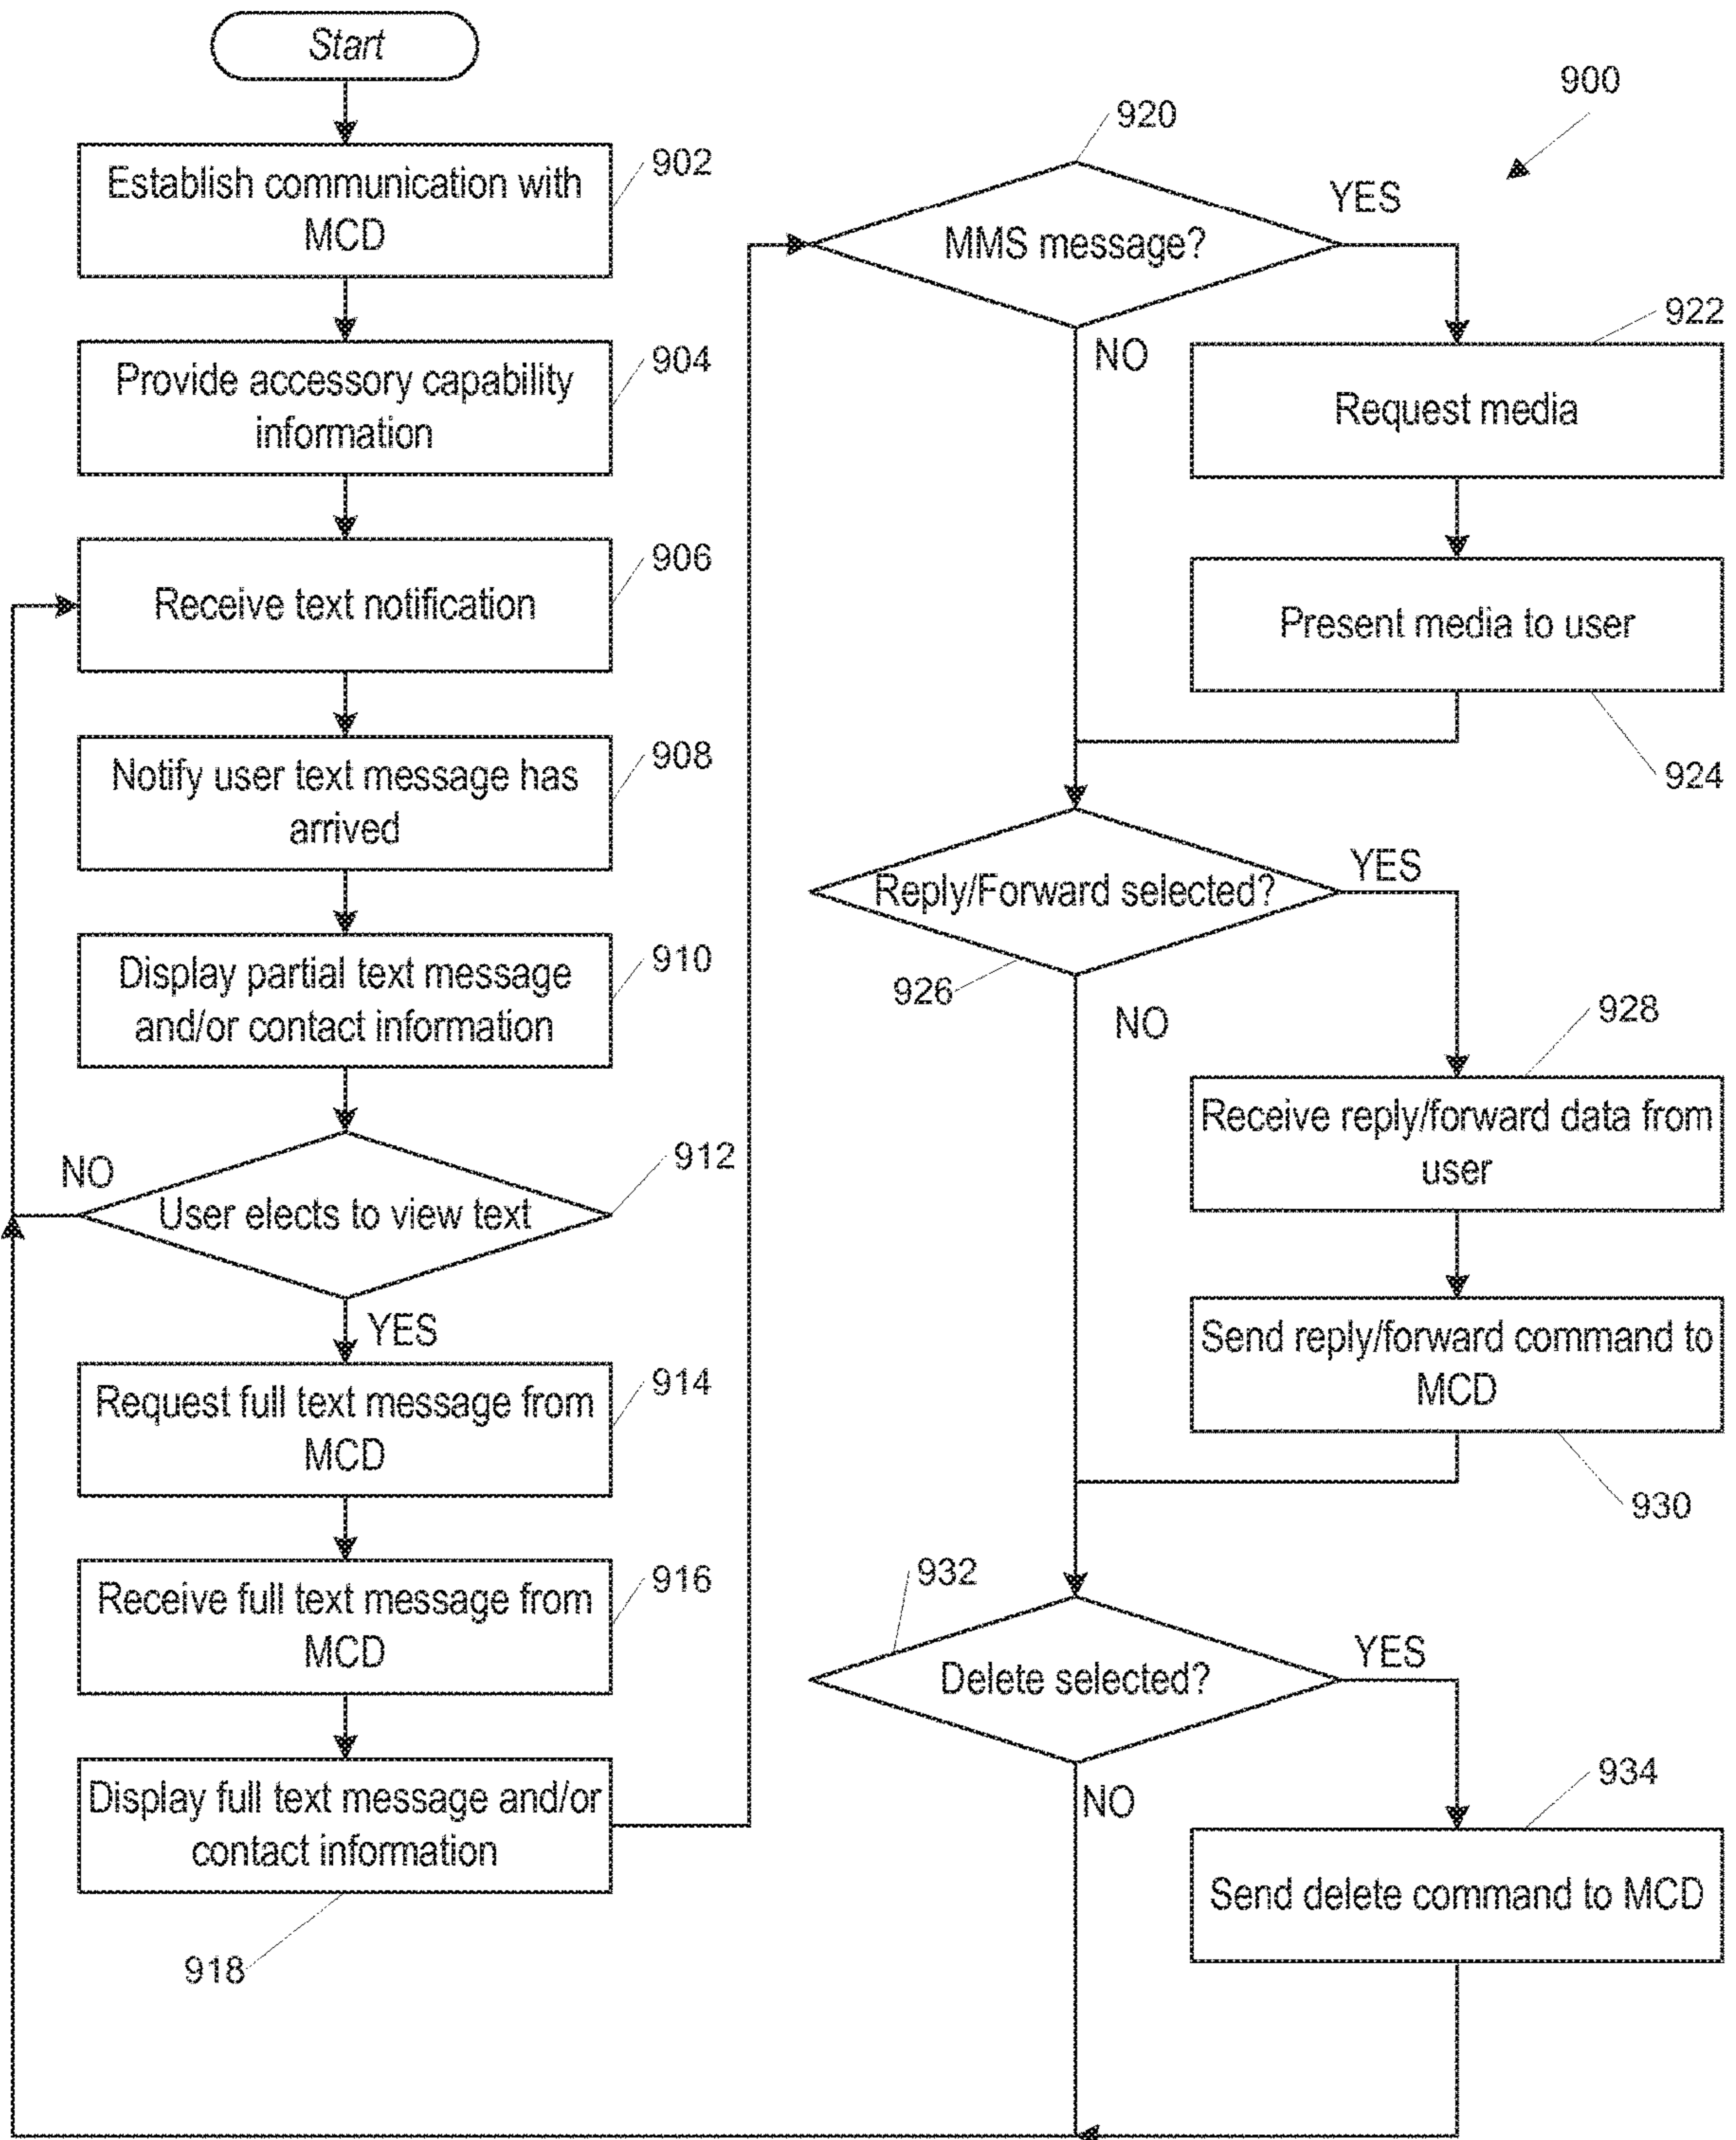 Start
900
902
Establish communication with
MCD
904
Provide accessory capability
information
906
Receive text notification
908
Notify user text message has
arrived
910
Display partial text message
and/or contact information
912
NO
User elects to view text
YES
914
Request full text message from
MCD
916
Receive full text message from
MCD
Display full text message and/or
contact information
918
920
MMS message?
YES
NO
922
Request media
Present media to user
924
Reply/Forward selected?
YES
926
NO
928
Receive reply/forward data from
user
Send reply/forward command to
MCD
930
932
Delete selected?
YES
NO
934
Send delete command to MCD